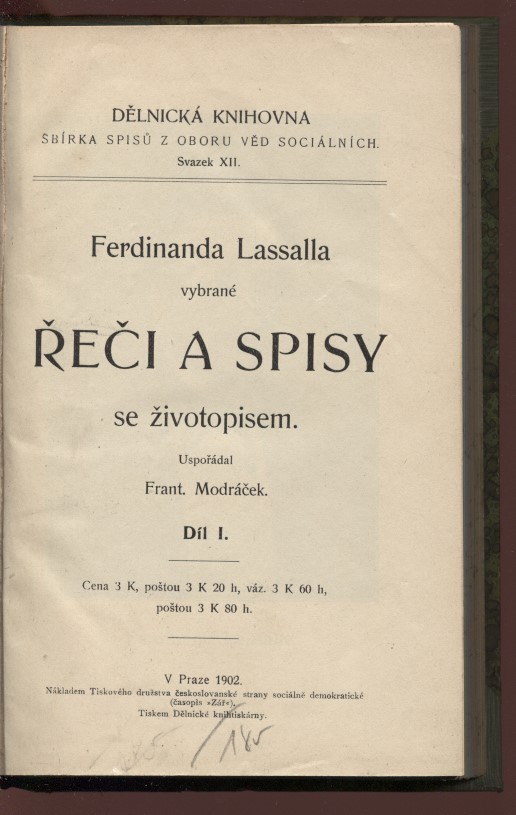 DĚLNICKÁ KNIHOVNA
SBÍRKA SPISŮ Z OBORU VĚD SOCIÁLNÍCH.
Svazek XII.
Ferdinanda Lassalla
vybrané
ŘEČI A SPISY
se životopisem.
Uspořádal
Frant. Modráček.
Díl I.
Cena 3 K, poštou 3 K 20 h, váz. 3 K 60 h,
poštou 3 K 80 h.
V Praze 1902.
Nákladem Tiskového družstva českoslovanské strany sociálně demokratické
(časopis »Zář«).
Tiskem Dělnické knihtiskárny.